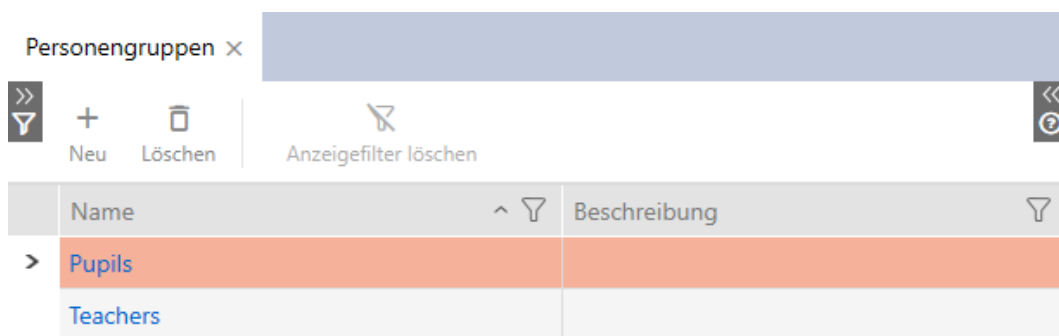 Personengruppen
Neu Löschen Anzeigefilter löschen
Name Beschreibung
Pupils
Teachers